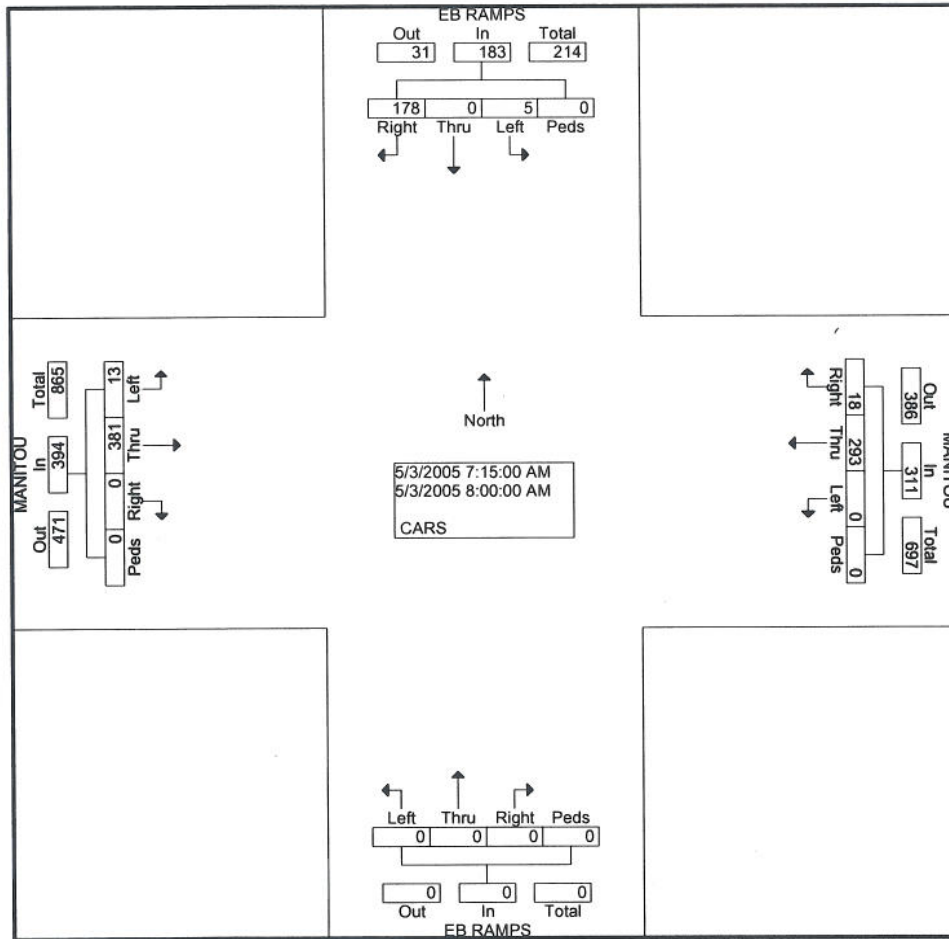 EB RAMPS
Out In Total
31 183 214
178 0 5 0
Right Thru Left Peds
MANITOU
Total In Out
865 394 471
13 381 0 0
Left Thru Right Peds
North
5/3/2005 7:15:00 AM
5/3/2005 8:00:00 AM
CARS
Right Thru Left Peds
18 293 0 0
Out In Total
386 311 697
MANITOU
Left Thru Right Peds
0 0 0 0
0 0 0
Out In Total
EB RAMPS